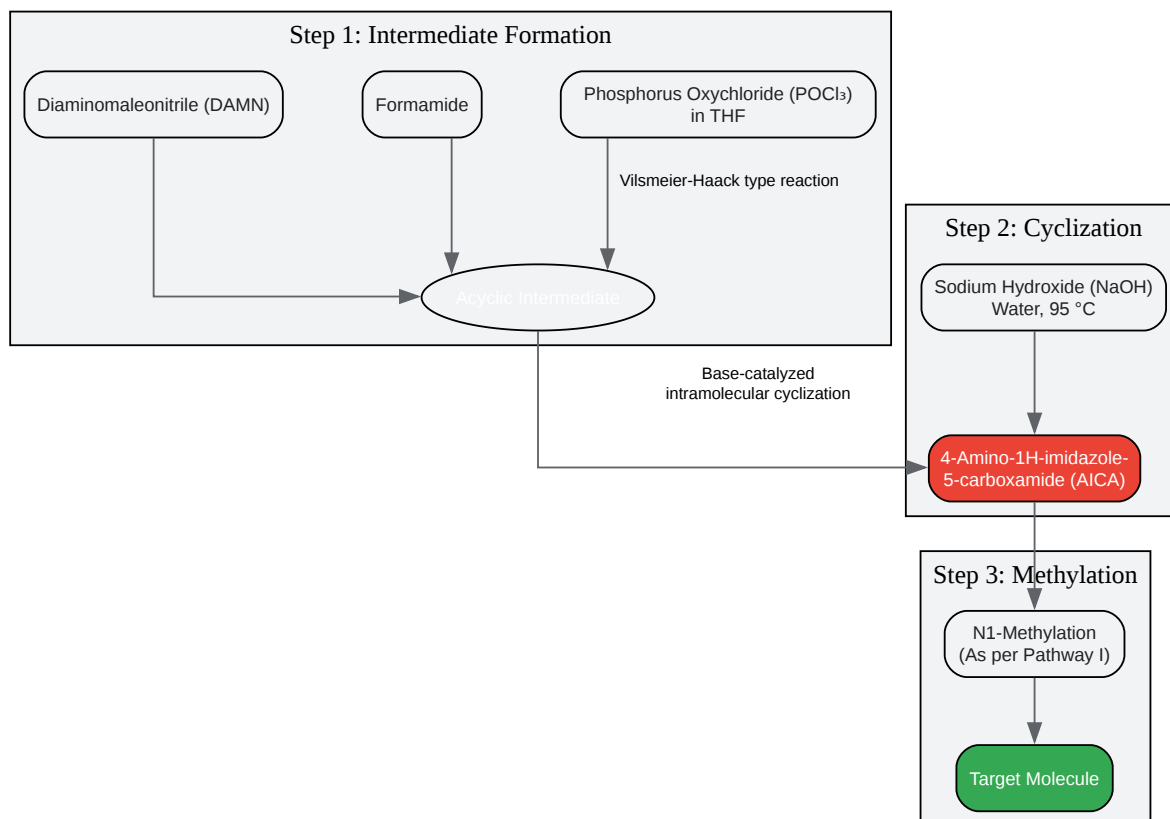 Step 1: Intermediate Formation
Diaminomaleonitrile (DAMN)
Formamide
Phosphorus Oxychloride (POCl₃)
in THF
Vilsmeier-Haack type reaction
Acyclic Intermediate
Step 2: Cyclization
Sodium Hydroxide (NaOH)
Water, 95 °C
Base-catalyzed
intramolecular cyclization
4-Amino-1H-imidazole-
5-carboxamide (AICA)
Step 3: Methylation
N1-Methylation
(As per Pathway I)
Target Molecule